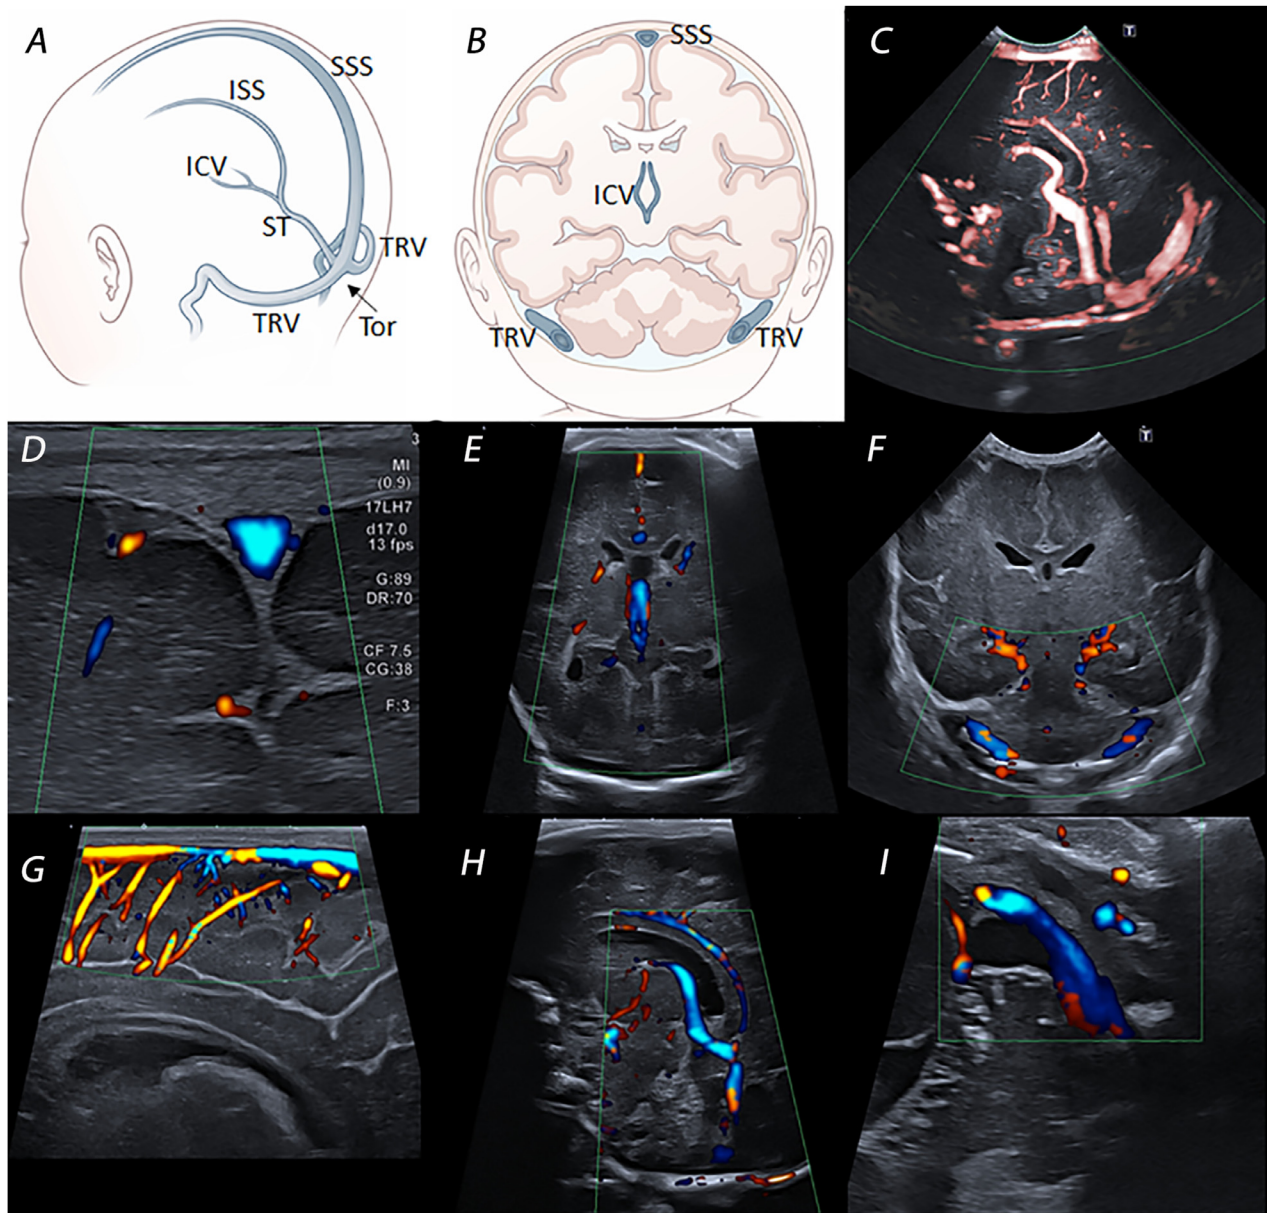 A
SSS
ISS
ICV
ST
TRV
TRV
Tor
B
SSS
ICV
TRV
TRV
C
T
D
3
MI
(0.9)
17LH7
d17.0
13 fps
G:89
DR:70
CF 7.5
CG:38
F:3
E
F
T
G
H
I